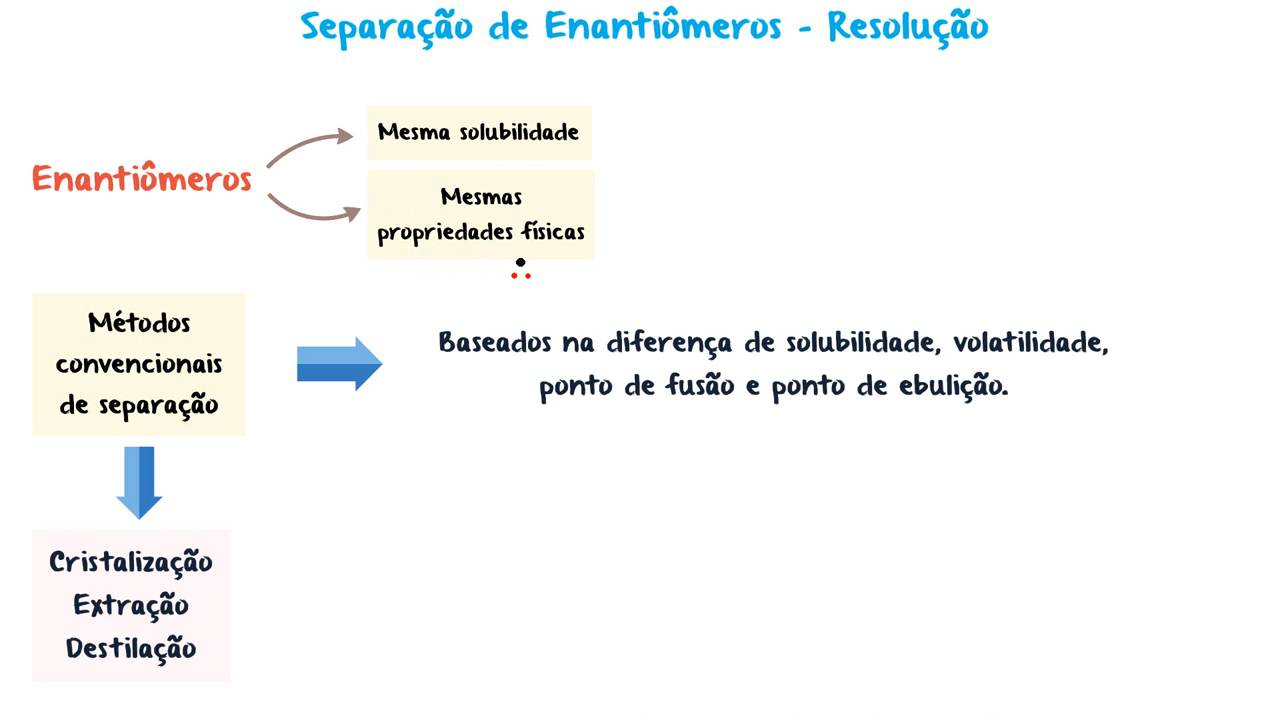 Separação de Enantiômeros - Resolução
Mesma solubilidade
Enantiômeros
Mesmas
propriedades físicas
Métodos
convencionais
de separação
Baseados na diferença de solubilidade, volatilidade,
ponto de fusão e ponto de ebulição.
Cristalização
Extração
Destilação